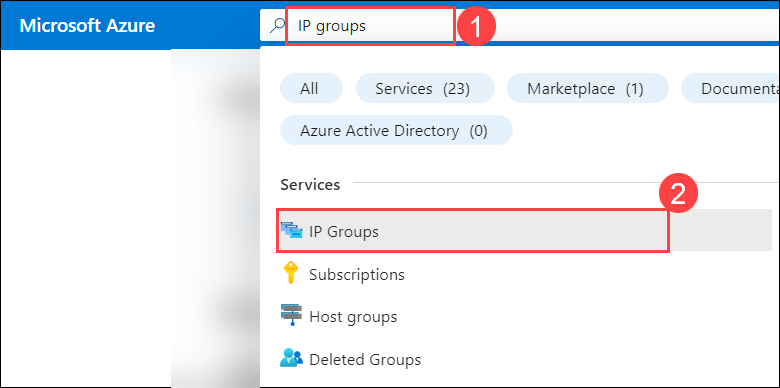 Microsoft Azure
IP groups
1
All
Services (23)
Marketplace (1)
Documenta
Azure Active Directory (0)
Services
2
IP Groups
Subscriptions
Host groups
Deleted Groups